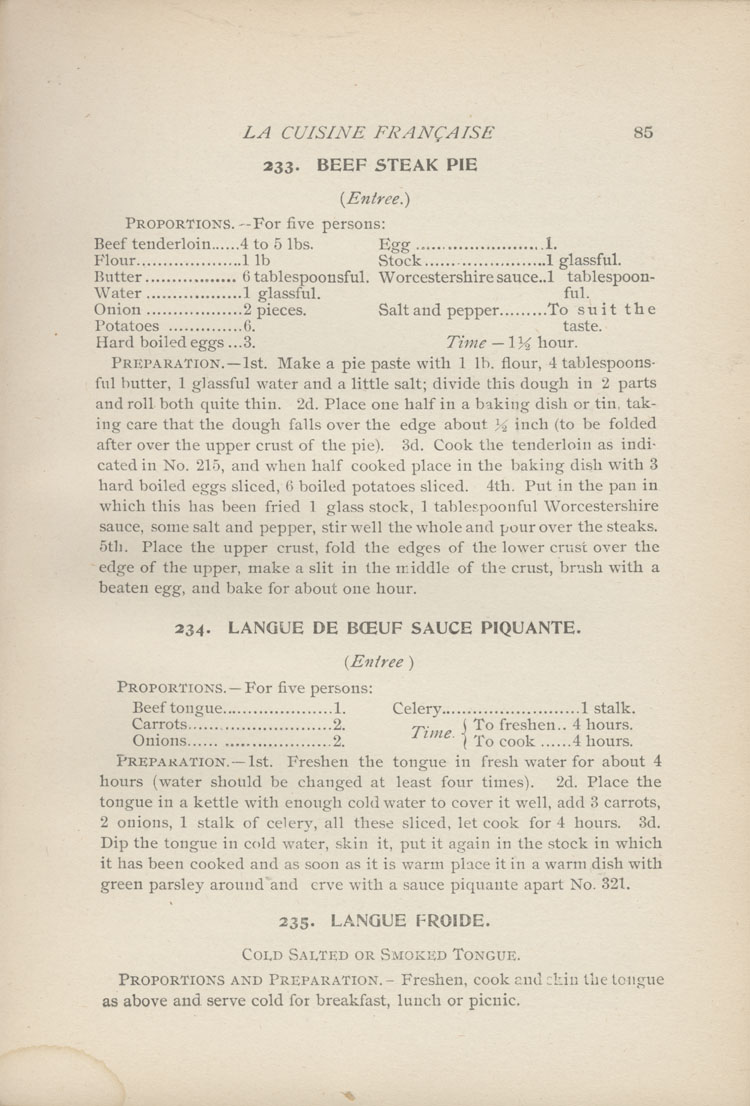 LA CUISINE FRANÇAISE 85
233. BEEF STEAK PIE
(Entree.)
PROPORTIONS.--For five persons:
Beef tenderloin......4 to 5 lbs. Egg ........................1.
Flour...................1 lb Stock......................1 glassful.
Butter................. 6 tablespoonsful. Worcestershire sauce..1 tablespoon-
Water .................1 glassful. ful.
Onion .................2 pieces. Salt and pepper.........To suit the
Potatoes ..............6. taste.
Hard boiled eggs ...3. Time — 1½ hour.
PREPARATION.—1st. Make a pie paste with 1 lb. flour, 4 tablespoons-
ful butter, 1 glassful water and a little salt; divide this dough in 2 parts
and roll both quite thin. 2d. Place one half in a baking dish or tin, tak-
ing care that the dough falls over the edge about ½ inch (to be folded
after over the upper crust of the pie). 3d. Cook the tenderloin as indi-
cated in No. 215, and when half cooked place in the baking dish with 3
hard boiled eggs sliced, 6 boiled potatoes sliced. 4th. Put in the pan in
which this has been fried 1 glass stock, 1 tablespoonful Worcestershire
sauce, some salt and pepper, stir well the whole and pour over the steaks.
5th. Place the upper crust, fold the edges of the lower crust over the
edge of the upper, make a slit in the middle of the crust, brush with a
beaten egg, and bake for about one hour.
234. LANGUE DE BŒUF SAUCE PIQUANTE.
(Entree )
PROPORTIONS.—For five persons:
Beef tongue....................1. Celery..........................1 stalk.
Carrots..........................2. Time. { To freshen.. 4 hours.
Onions...... ...................2. { To cook ......4 hours.
PREPARATION.—1st. Freshen the tongue in fresh water for about 4
hours (water should be changed at least four times). 2d. Place the
tongue in a kettle with enough cold water to cover it well, add 3 carrots,
2 onions, 1 stalk of celery, all these sliced, let cook for 4 hours. 3d.
Dip the tongue in cold water, skin it, put it again in the stock in which
it has been cooked and as soon as it is warm place it in a warm dish with
green parsley around and erve with a sauce piquante apart No. 321.
235. LANGUE FROIDE.
COLD SALTED OR SMOKED TONGUE.
PROPORTIONS AND PREPARATION.– Freshen, cook and skin the tongue
as above and serve cold for breakfast, lunch or picnic.